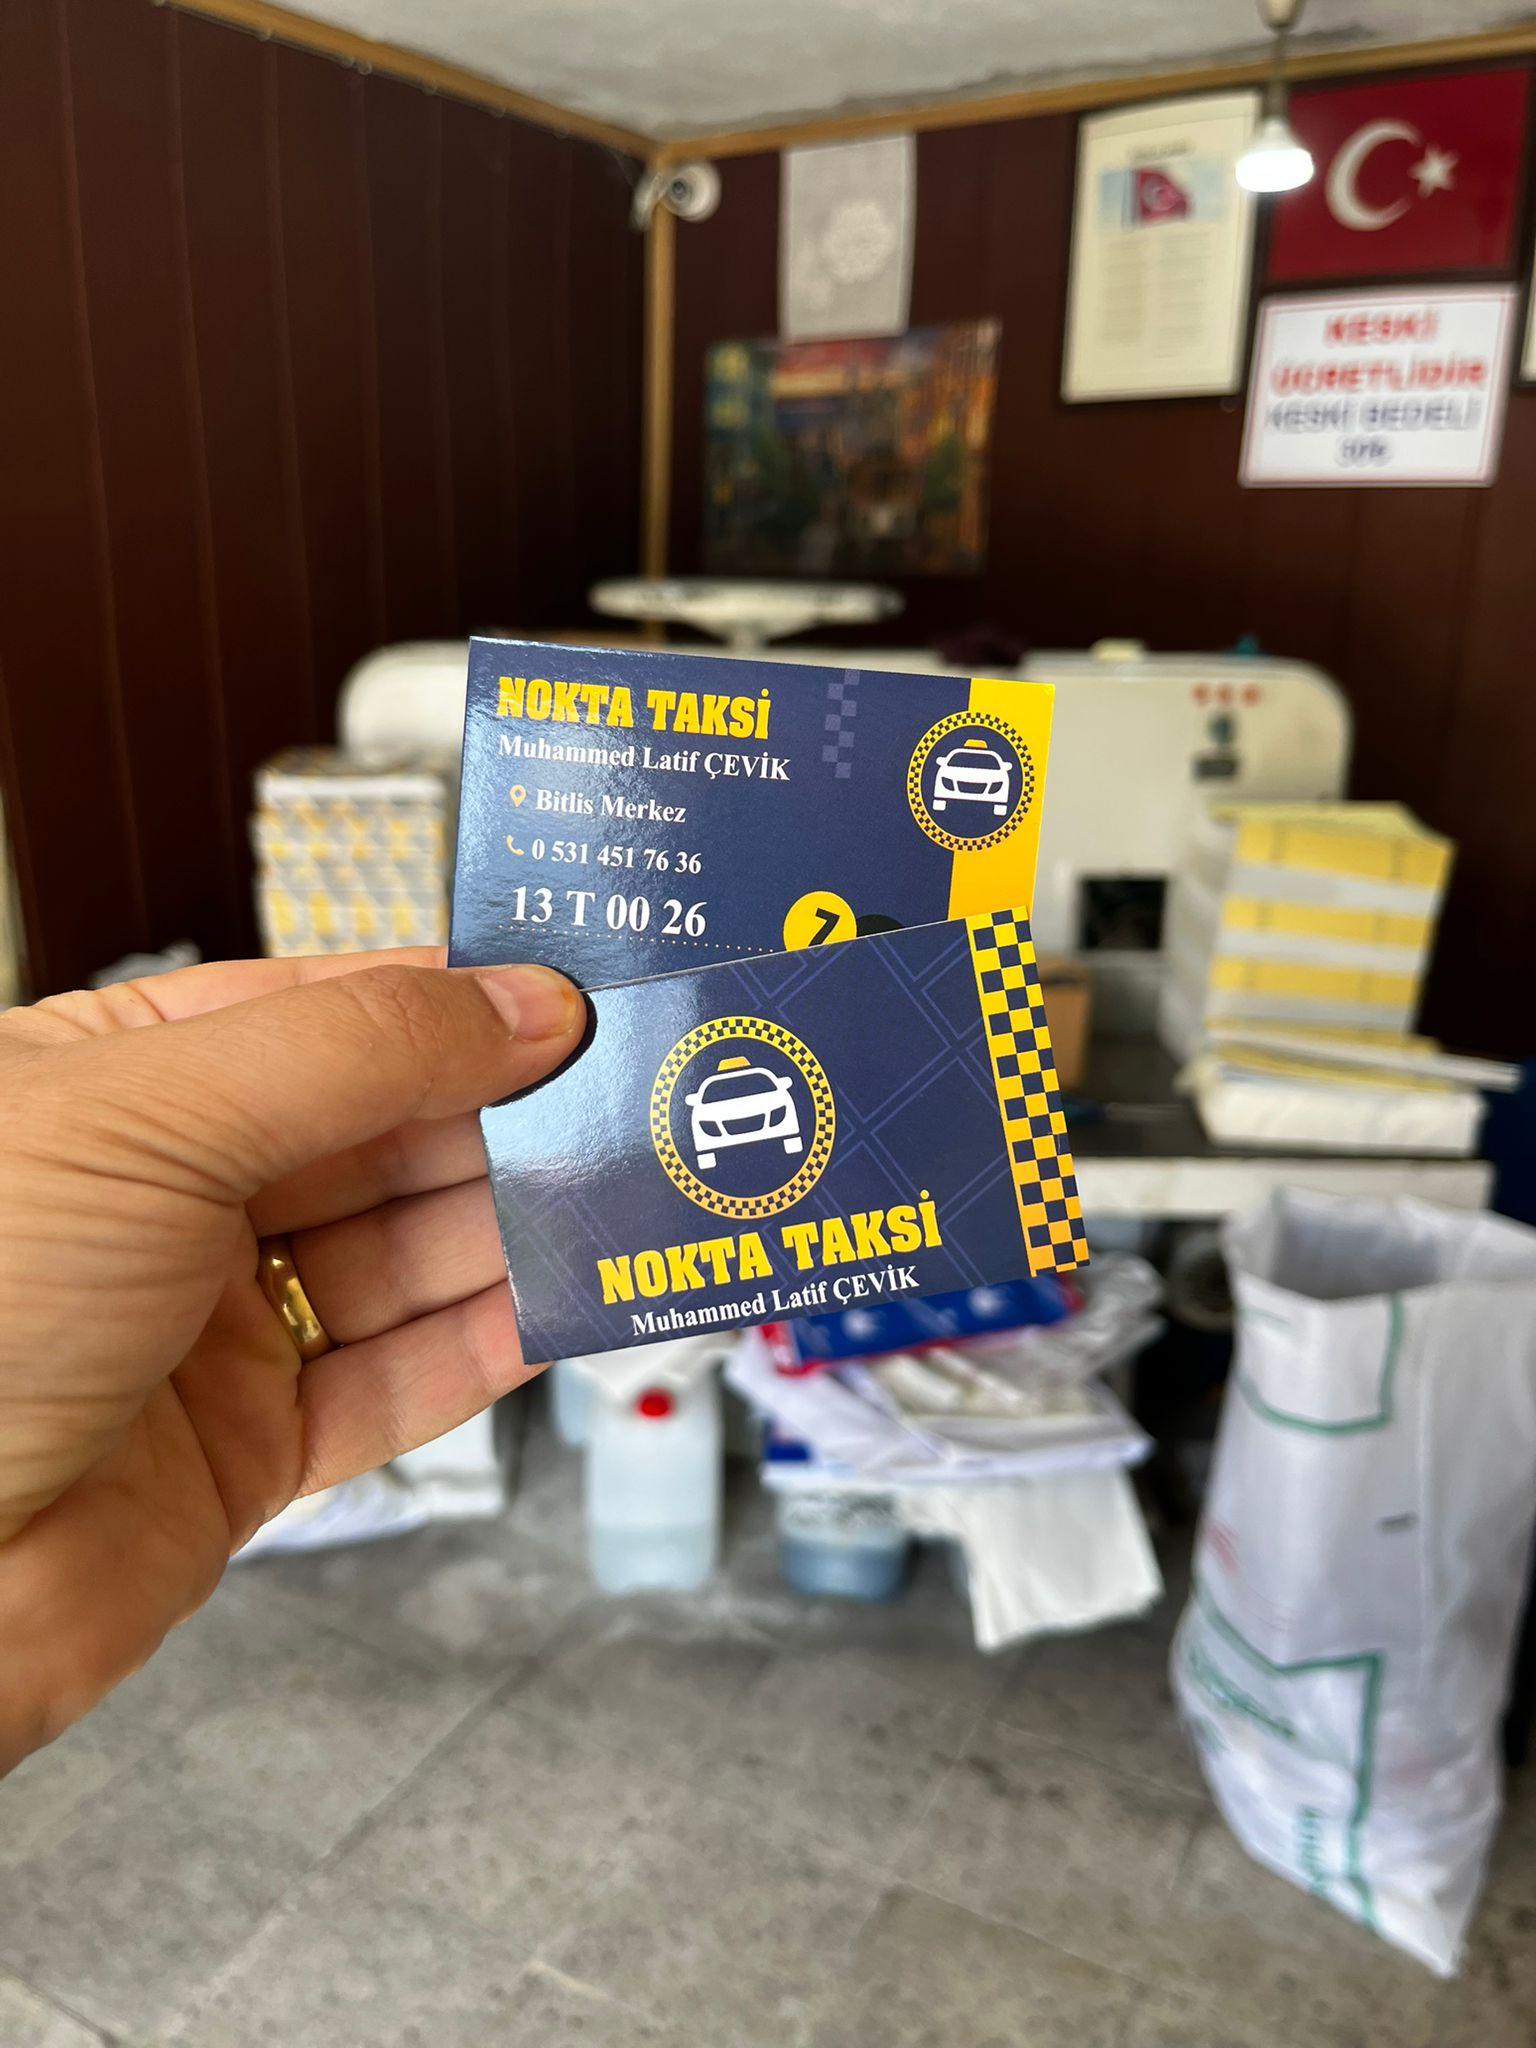 KESKİ
ÜCRETLİDİR
KESKİ BEDELİ
NOKTA TAKSİ
Muhammed Latif ÇEVİK
Bitlis Merkez
0 531 451 76 36
13 T 00 26
7
NOKTA TAKSİ
Muhammed Latif ÇEVİK